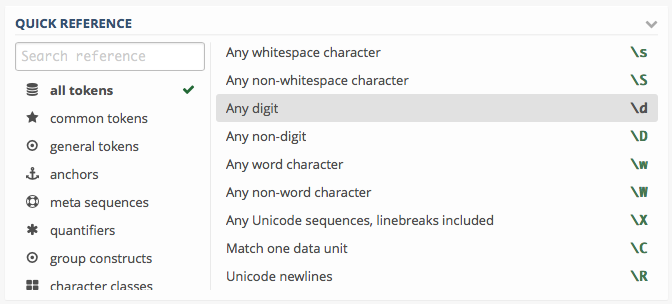 QUICK REFERENCE
Search reference
all tokens
common tokens
general tokens
anchors
meta sequences
quantifiers
group constructs
character classes
Any whitespace character \s
Any non-whitespace character \S
Any digit \d
Any non-digit \D
Any word character \w
Any non-word character \W
Any Unicode sequences, linebreaks included \X
Match one data unit \C
Unicode newlines \R